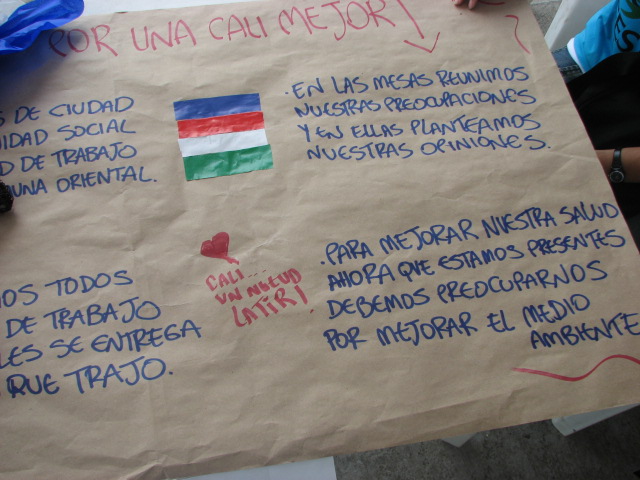 POR UNA CALI MEJOR!
S DE CIUDAD
UIDAD SOCIAL
D DE TRABAJO
UNA ORIENTAL.
. EN LAS MESAS REUNIMOS
NUESTRAS PREOCUPACIONES
Y EN ELLAS PLANTEAMOS
NUESTRAS OPINIONES.
OS TODOS
DE TRABAJO
LES SE ENTREGA
QUE TRAJO.
CALI...
UN NUEVO
LATIR!
. PARA MEJORAR NUESTRA SALUD
AHORA QUE ESTAMOS PRESENTES
DEBEMOS PREOCUPARNOS
POR MEJORAR EL MEDIO
AMBIENTE